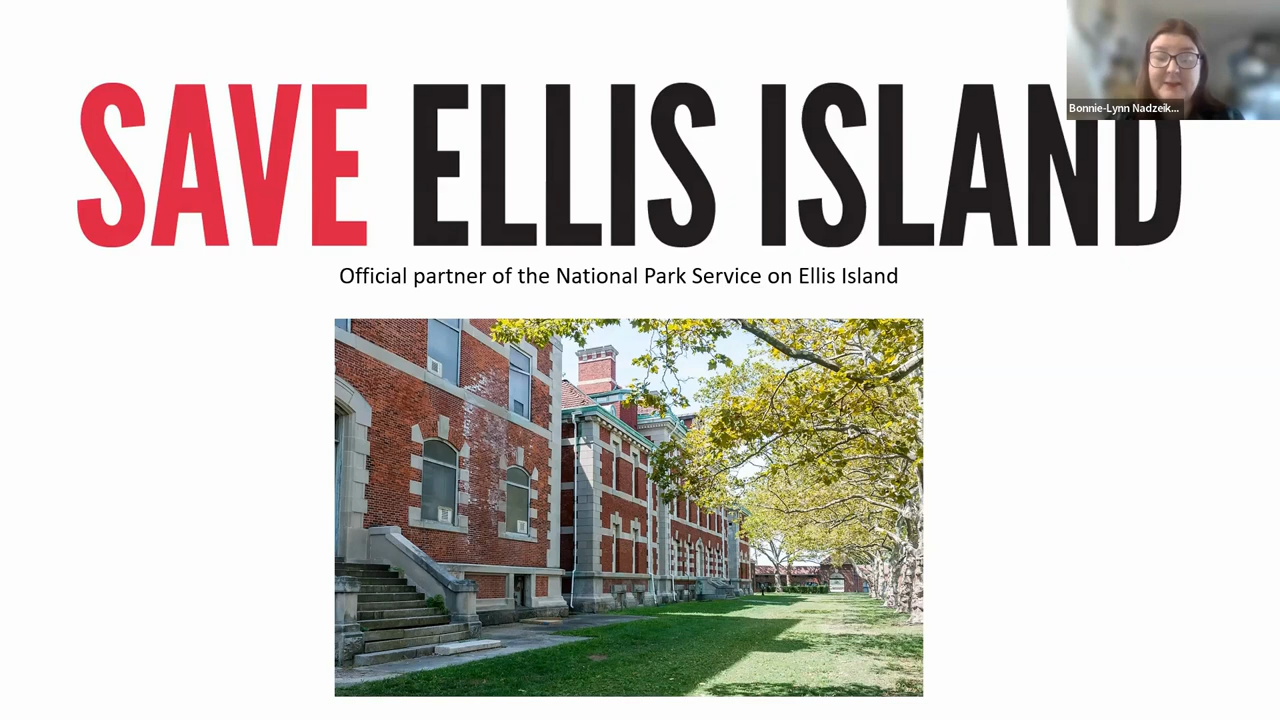 SAVE ELLIS ISLAND
Official partner of the National Park Service on Ellis Island
Bonnie-Lynn Nadzeik...